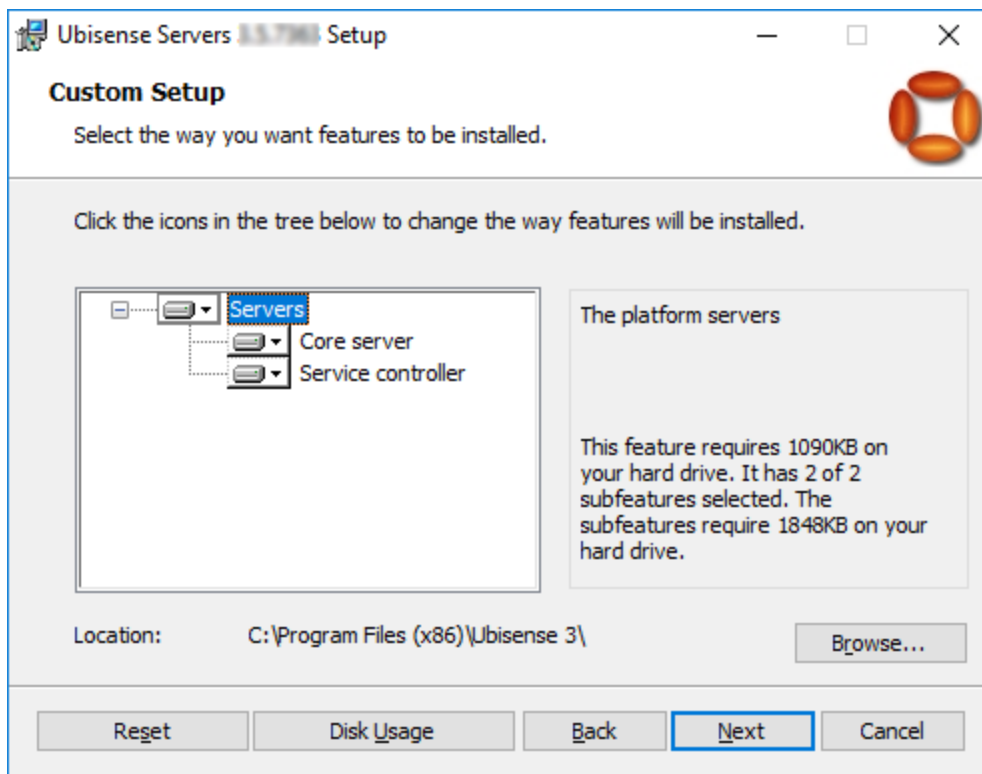 Ubisense Servers Setup
Custom Setup
Select the way you want features to be installed.
Click the icons in the tree below to change the way features will be installed.
Servers
Core server
Service controller
The platform servers
This feature requires 1090KB on
your hard drive. It has 2 of 2
subfeatures selected. The
subfeatures require 1848KB on your
hard drive.
Location: C:\Program Files (x86)\Ubisense 3\
Browse...
Reset Disk Usage Back Next Cancel